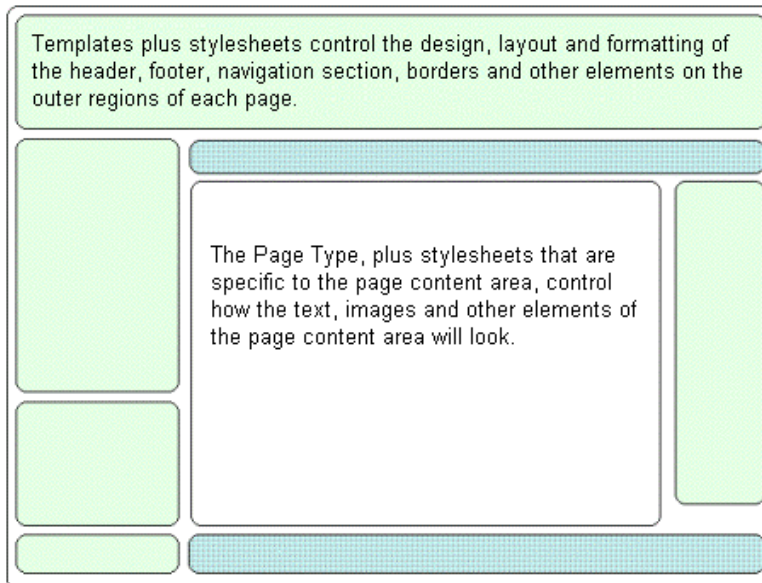 Templates plus stylesheets control the design, layout and formatting of
the header, footer, navigation section, borders and other elements on the
outer regions of each page.
The Page Type, plus stylesheets that are
specific to the page content area, control
how the text, images and other elements of
the page content area will look.